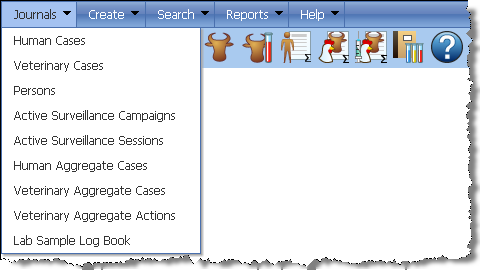 Journals Create Search Reports Help
Human Cases
Veterinary Cases
Persons
Active Surveillance Campaigns
Active Surveillance Sessions
Human Aggregate Cases
Veterinary Aggregate Cases
Veterinary Aggregate Actions
Lab Sample Log Book
Σ Σ Σ ?